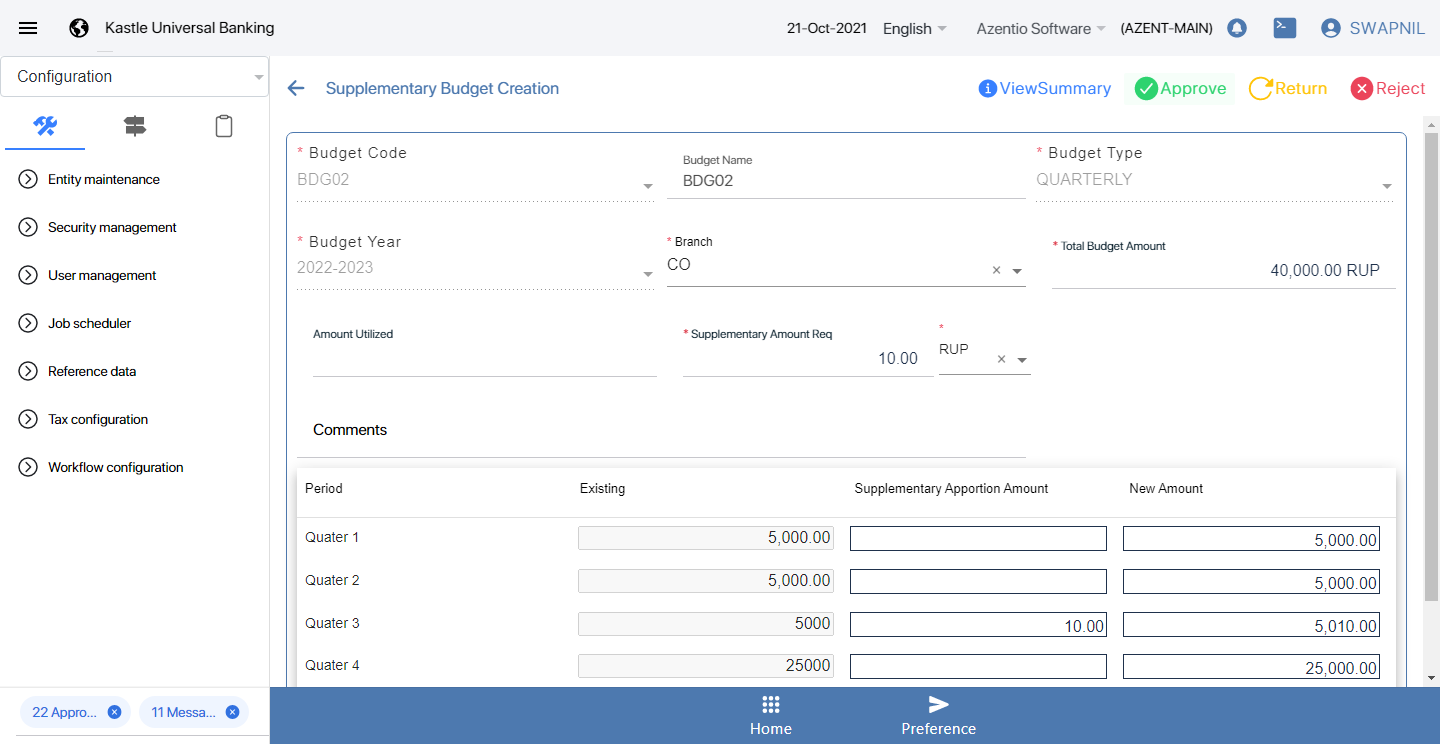 Kastle Universal Banking
21-Oct-2021
English
Azentio Software
(AZENT-MAIN)
SWAPNIL
Configuration
Supplementary Budget Creation
ViewSummary
Approve
Return
Reject
Entity maintenance
Security management
User management
Job scheduler
Reference data
Tax configuration
Workflow configuration
* Budget Code
BDG02
Budget Name
BDG02
* Budget Type
QUARTERLY
* Budget Year
2022-2023
* Branch
CO
* Total Budget Amount
40,000.00 RUP
Amount Utilized
* Supplementary Amount Req
10.00
*
RUP
Comments
Period Existing Supplementary Apportion Amount New Amount
Quater 1 5,000.00 5,000.00
Quater 2 5,000.00 5,000.00
Quater 3 5000 10.00 5,010.00
Quater 4 25000 25,000.00
22 Appro...
11 Messa...
Home
Preference